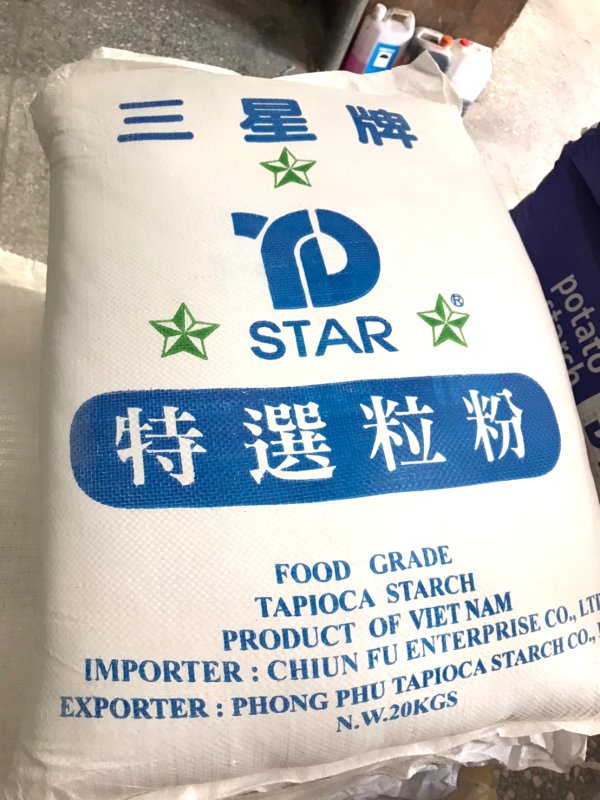 三星牌
STAR
®
特選粒粉
FOOD GRADE
TAPIOCA STARCH
PRODUCT OF VIET NAM
IMPORTER : CHIUN FU ENTERPRISE CO., LTD
EXPORTER : PHONG PHU TAPIOCA STARCH CO.,
N.W.20KGS
potato
starch